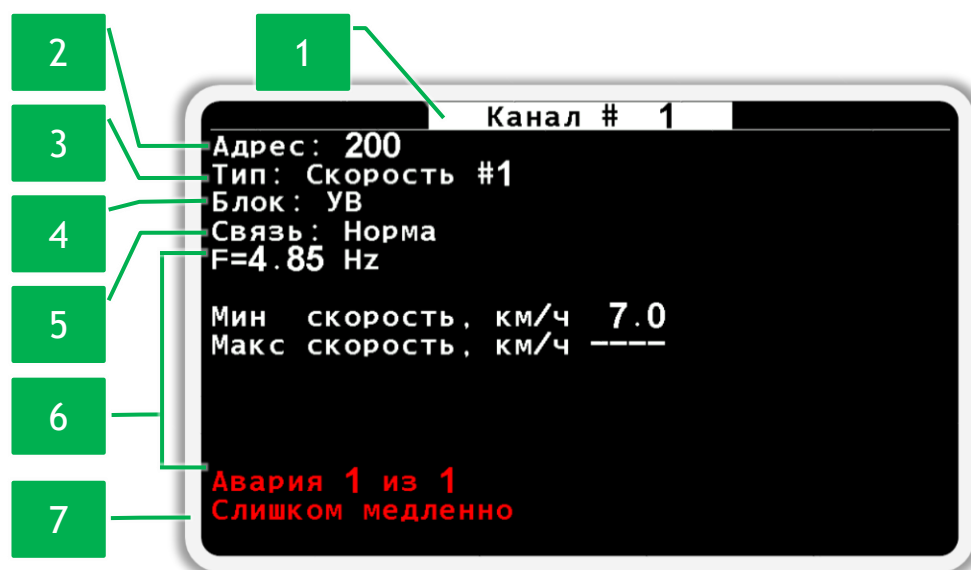 1
2
3
4
5
6
7
Канал # 1
Адрес: 200
Тип: Скорость #1
Блок: УВ
Связь: Норма
F=4.85 Hz
Мин скорость, км/ч 7.0
Макс скорость, км/ч ----
Авария 1 из 1
Слишком медленно